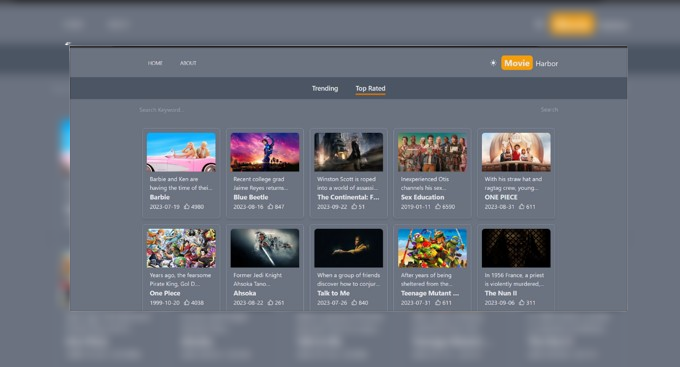 HOME ABOUT Movie Harbor
Trending Top Rated
Search Keyword... Search
Barbie and Ken are
having the time of thei...
Barbie
2023-07-19 4980
Recent college grad
Jaime Reyes returns...
Blue Beetle
2023-08-16 847
Winston Scott is roped
into a world of assassi...
The Continental: F...
2023-09-22 51
Inexperienced Otis
channels his sex...
Sex Education
2019-01-11 6500
With his straw hat and
ragtag crew, young...
ONE PIECE
2023-08-31 611
Years ago, the fearsome
Pirate King, Gol D...
One Piece
1999-10-20 4038
Former Jedi Knight
Ahsoka Tano...
Ahsoka
2023-08-22 261
When a group of friends
discover how to conjur...
Talk to Me
2023-07-26 840
After years of being
sheltered from the...
Teenage Mutant ...
2023-07-31 611
In 1956 France, a priest
is violently murdered,...
The Nun II
2023-09-06 311